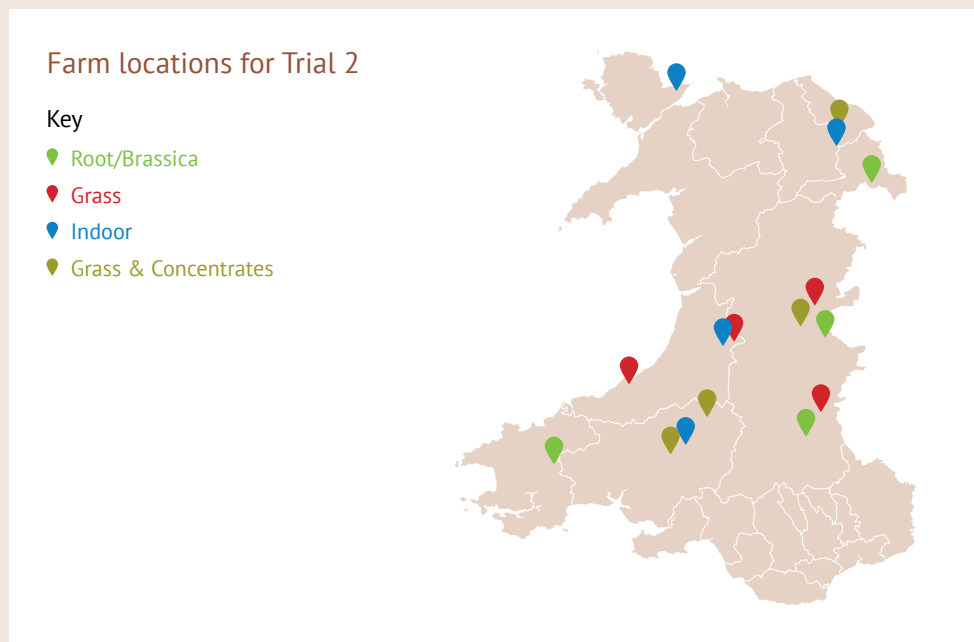 Farm locations for Trial 2
Key
Root/Brassica
Grass
Indoor
Grass & Concentrates